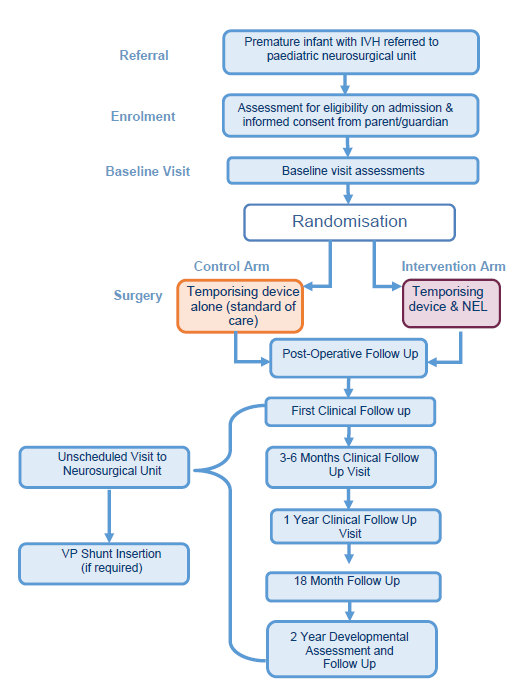 Referral
Premature infant with IVH referred to
paediatric neurosurgical unit
Enrolment
Assessment for eligibility on admission &
informed consent from parent/guardian
Baseline Visit
Baseline visit assessments
Randomisation
Control Arm
Intervention Arm
Surgery
Temporising device
alone (standard of
care)
Temporising
device & NEL
Post-Operative Follow Up
First Clinical Follow up
Unscheduled Visit to
Neurosurgical Unit
3-6 Months Clinical Follow
Up Visit
1 Year Clinical Follow Up
Visit
VP Shunt Insertion
(if required)
18 Month Follow Up
2 Year Developmental
Assessment and
Follow Up